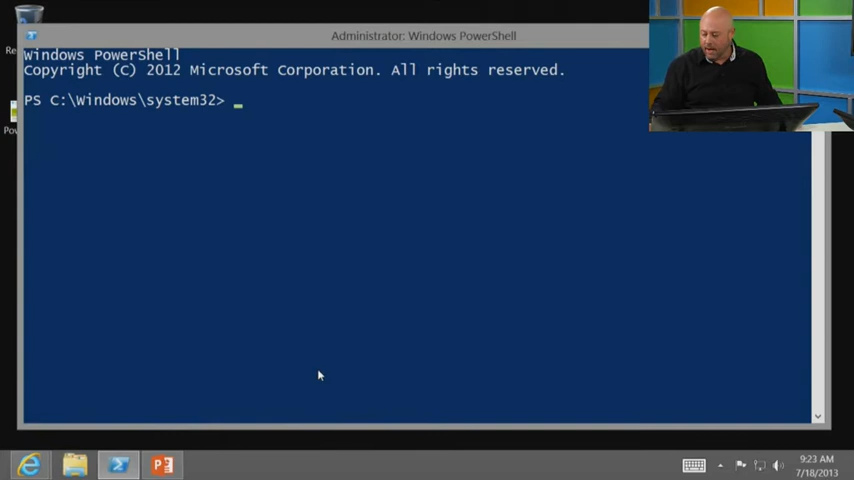 Administrator: Windows PowerShell
Windows PowerShell
Copyright (C) 2012 Microsoft Corporation. All rights reserved.
PS C:\Windows\system32>
9:23 AM
7/18/2013